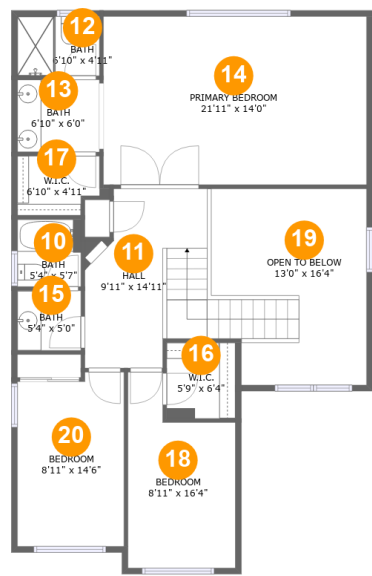 12
BATH
6'10" x 4'11"
14
PRIMARY BEDROOM
21'11" x 14'0"
13
BATH
6'10" x 6'0"
17
W.I.C.
6'10" x 4'11"
10
BATH
5'4" x 5'7"
11
HALL
9'11" x 14'11"
19
OPEN TO BELOW
13'0" x 16'4"
15
BATH
5'4" x 5'0"
16
W.I.C.
5'9" x 6'4"
20
BEDROOM
8'11" x 14'6"
18
BEDROOM
8'11" x 16'4"